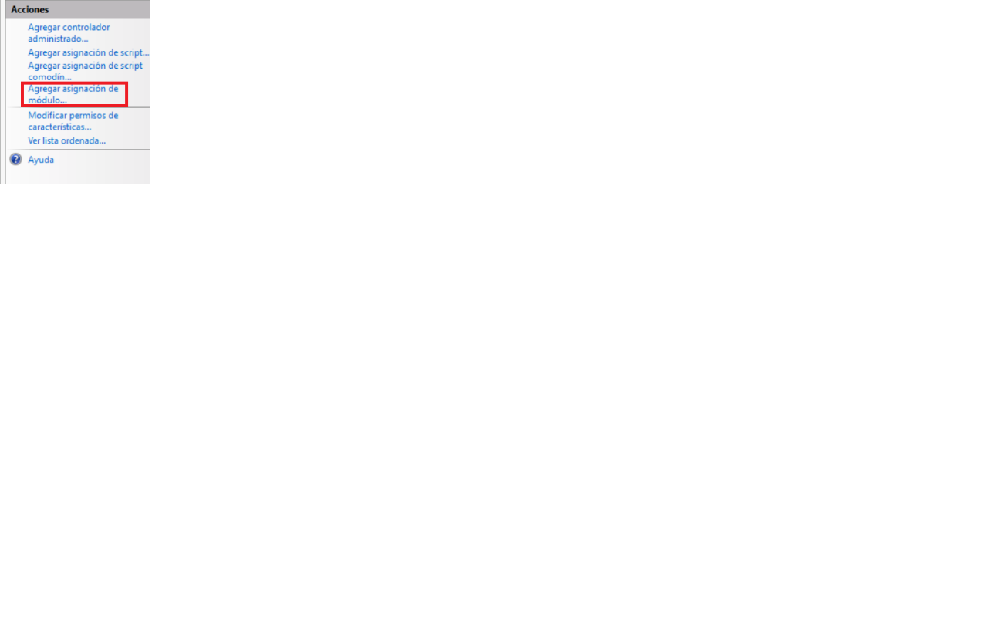 Acciones
Agregar controlador
administrado...
Agregar asignación de script...
Agregar asignación de script
comodín...
Agregar asignación de
módulo...
Modificar permisos de
características...
Ver lista ordenada...
Ayuda